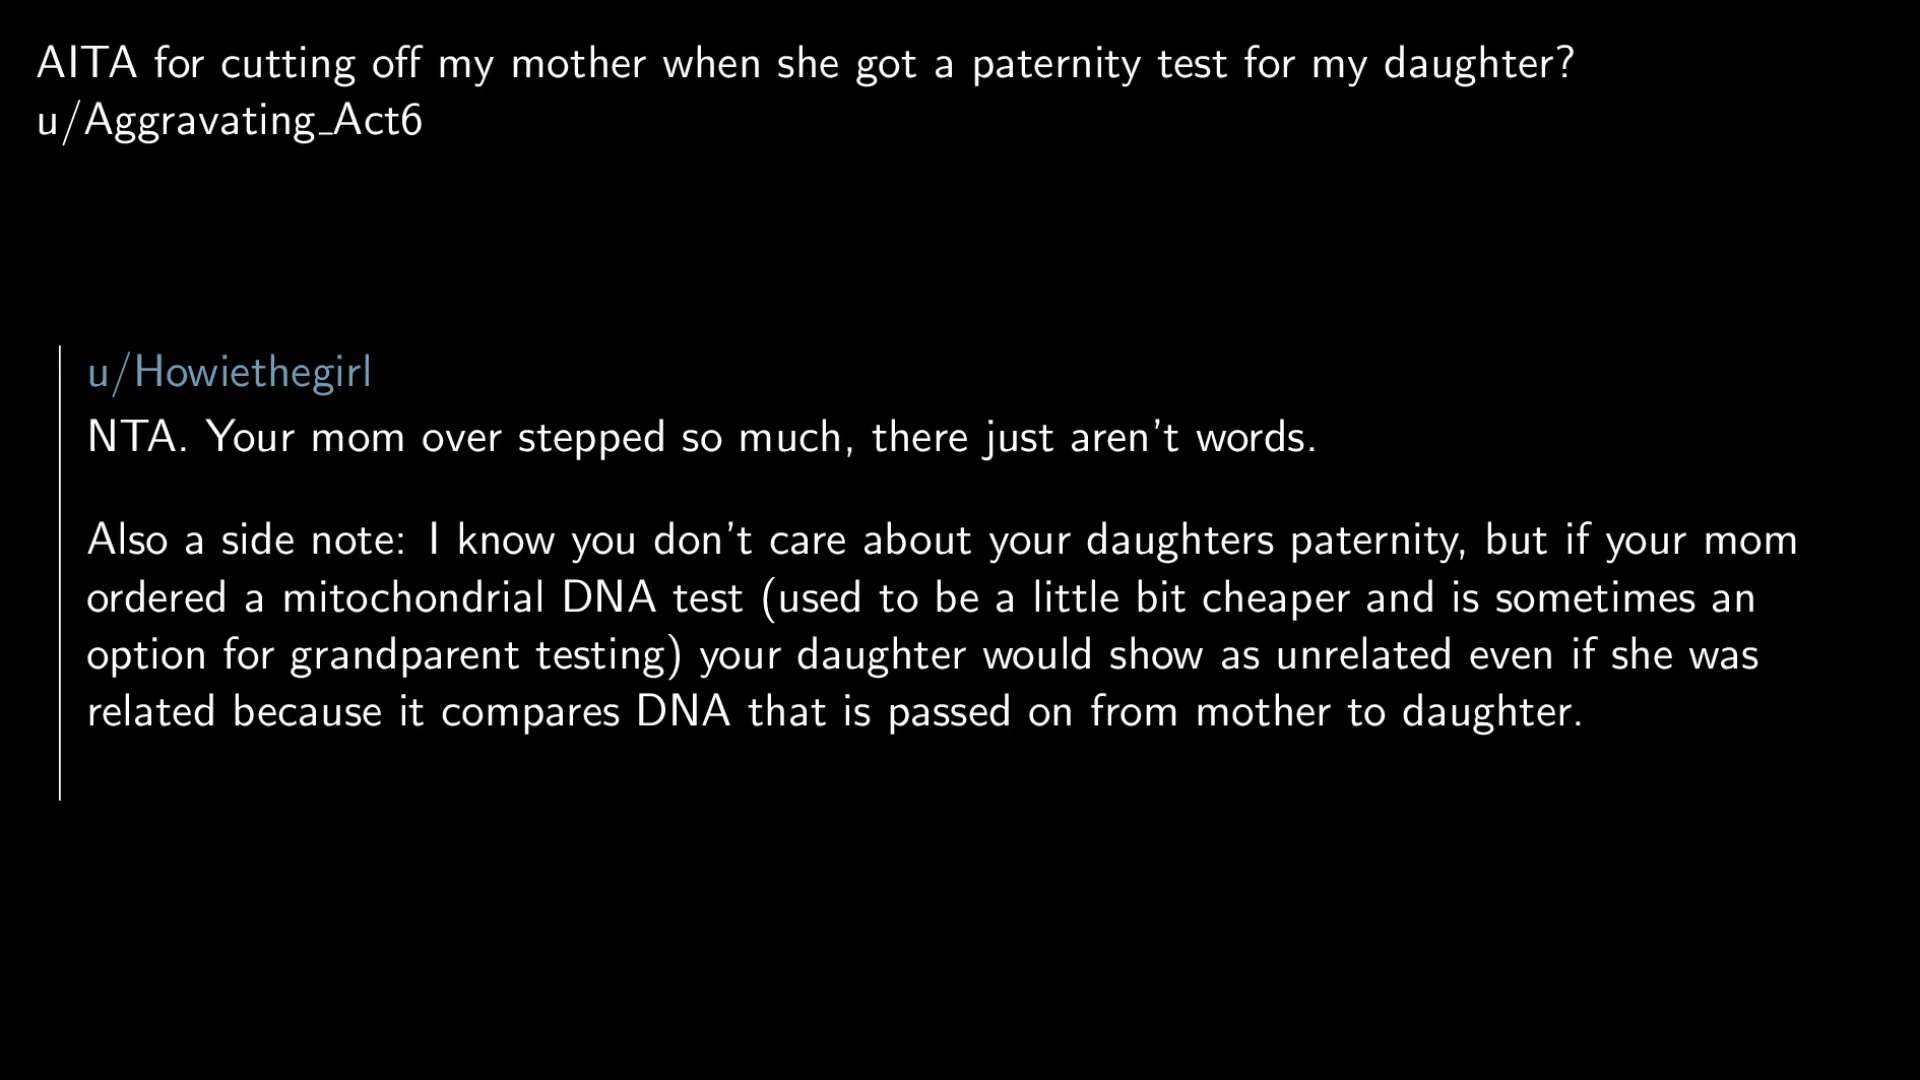 AITA for cutting off my mother when she got a paternity test for my daughter?
u/Aggravating_Act6
u/Howiethegirl
NTA. Your mom over stepped so much, there just aren't words.
Also a side note: I know you don't care about your daughters paternity, but if your mom
ordered a mitochondrial DNA test (used to be a little bit cheaper and is sometimes an
option for grandparent testing) your daughter would show as unrelated even if she was
related because it compares DNA that is passed on from mother to daughter.